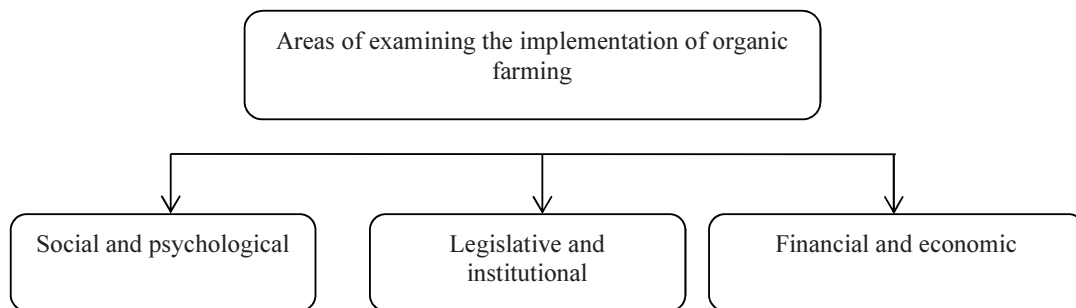 Areas of examining the implementation of organic
farming
Social and psychological
Legislative and
institutional
Financial and economic